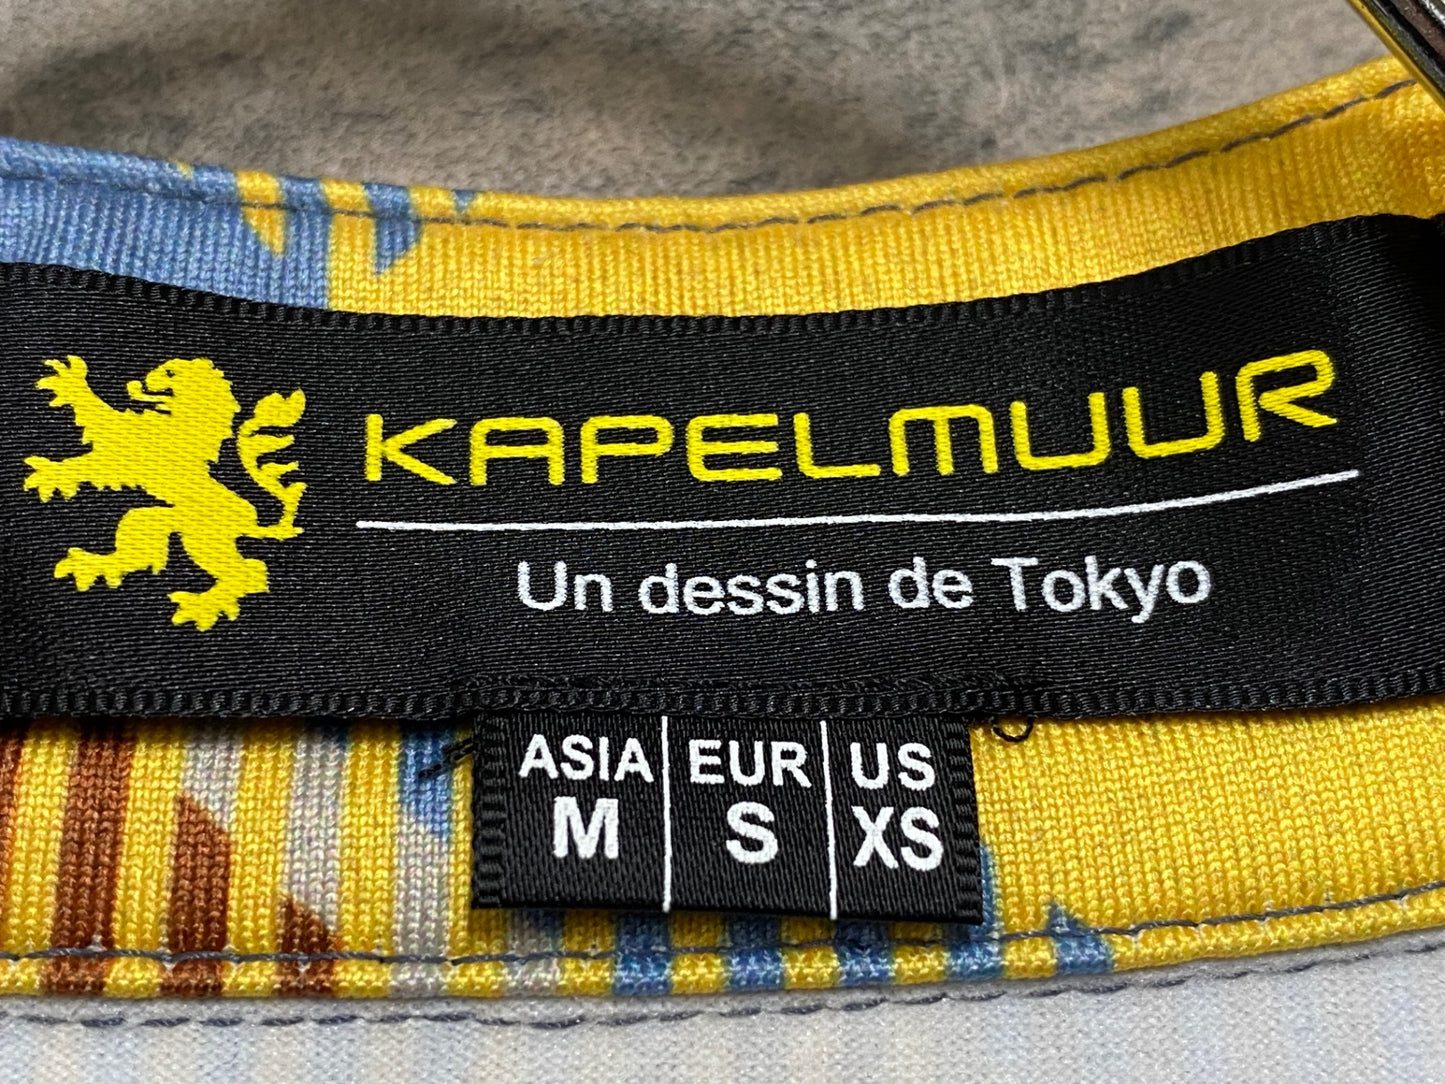 KAPELMUUR
Un dessin de Tokyo
ASIA EUR US
M S XS